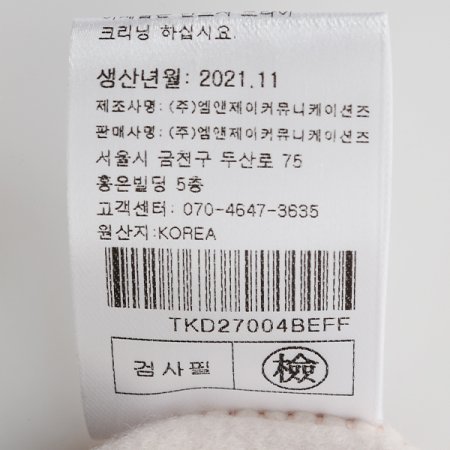 크리닝 하십시요.
생산년월: 2021.11
제조사명: (주)엠앤제이커뮤니케이션즈
판매사명: (주)엠앤제이커뮤니케이션즈
서울시 금천구 두산로 75
홍은빌딩 5층
고객센터: 070-4647-3635
원산지:KOREA
TKD27004BEFF
검사필 檢